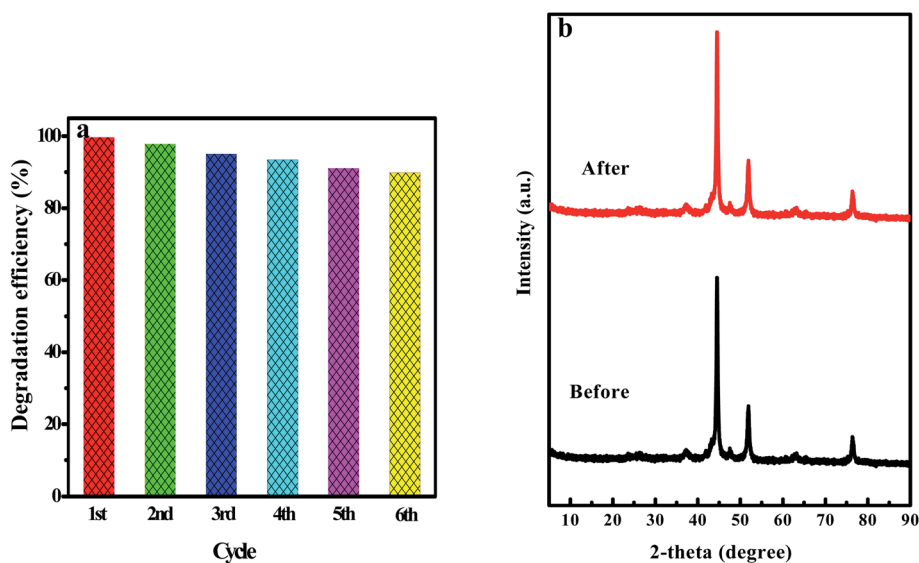 a
100
80
60
40
20
0
Degradation efficiency (%)
1st 2nd 3rd 4th 5th 6th
Cycle
b
After
Before
Intensity (a.u.)
10 20 30 40 50 60 70 80 90
2-theta (degree)